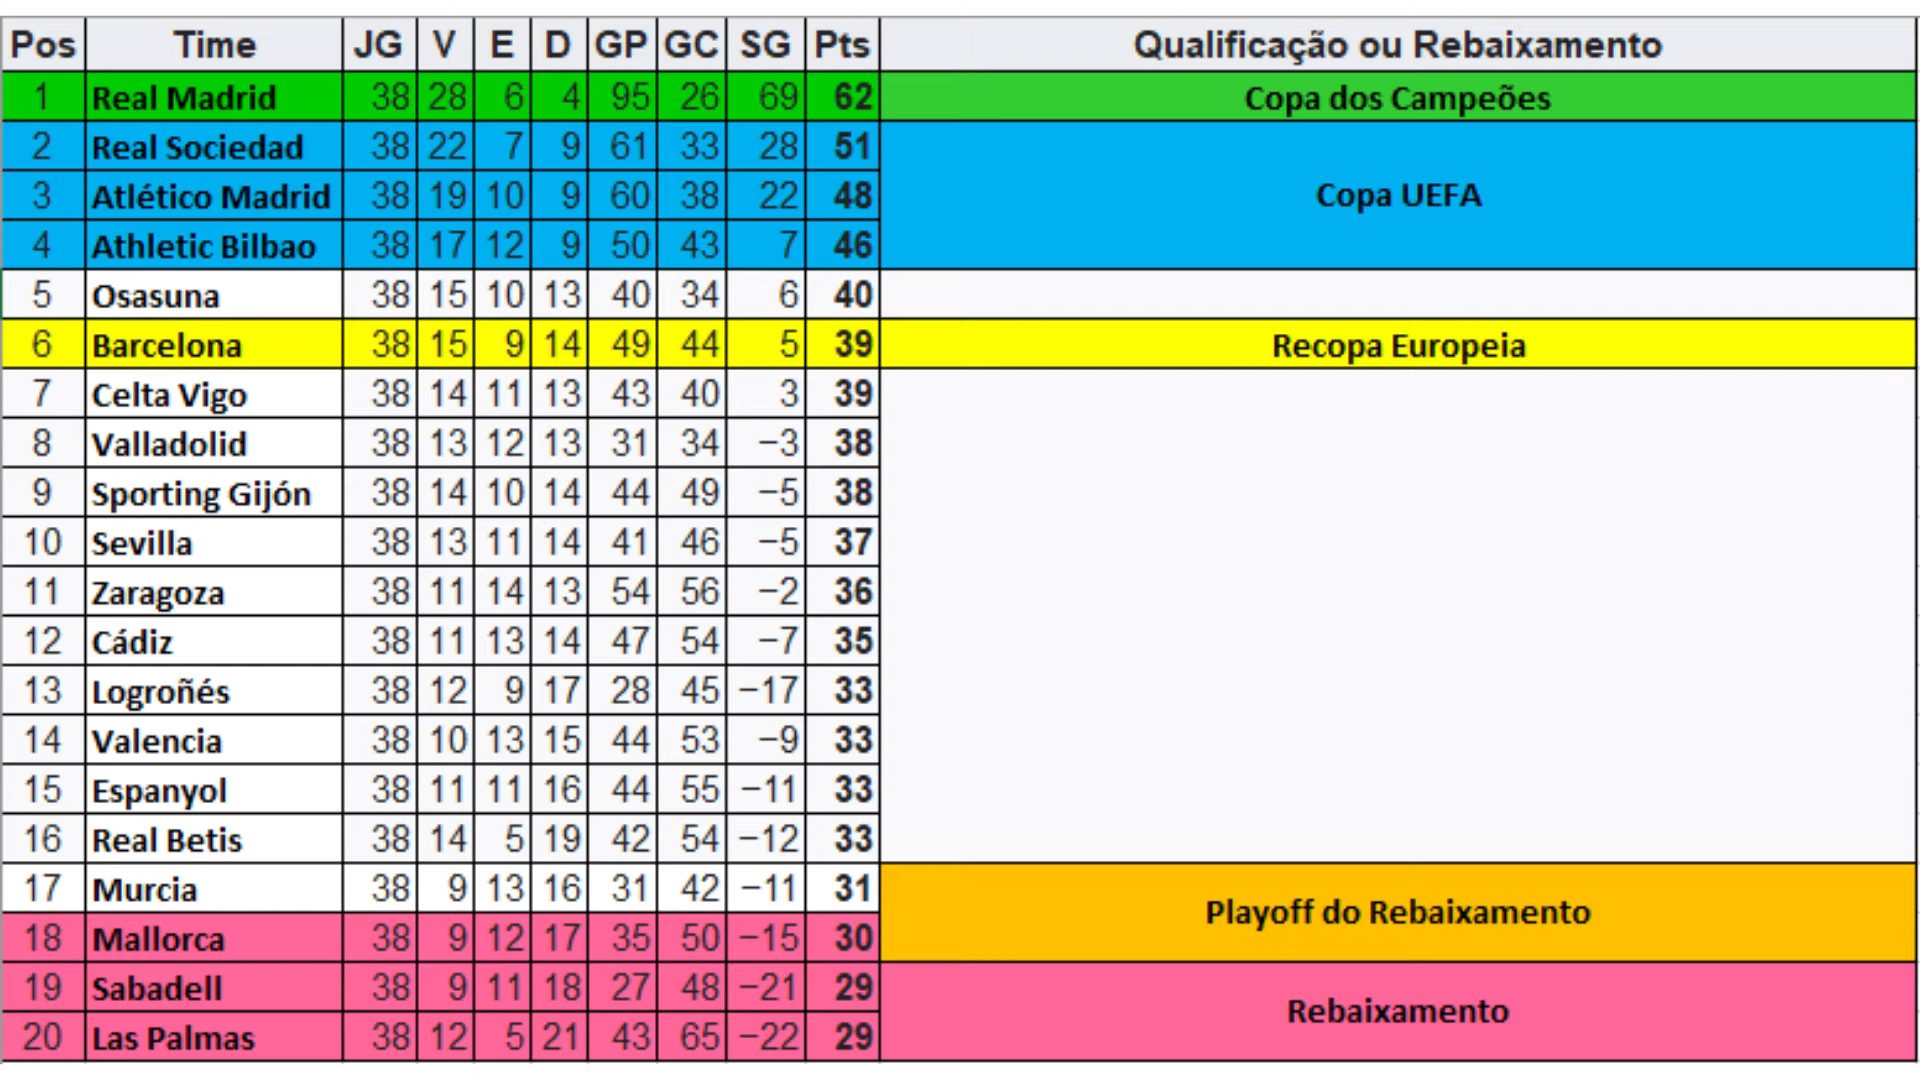 Pos Time JG V E D GP GC SG Pts Qualificação ou Rebaixamento
1 Real Madrid 38 28 6 4 95 26 69 62 Copa dos Campeões
2 Real Sociedad 38 22 7 9 61 33 28 51
3 Atlético Madrid 38 19 10 9 60 38 22 48 Copa UEFA
4 Athletic Bilbao 38 17 12 9 50 43 7 46
5 Osasuna 38 15 10 13 40 34 6 40
6 Barcelona 38 15 9 14 49 44 5 39 Recopa Europeia
7 Celta Vigo 38 14 11 13 43 40 3 39
8 Valladolid 38 13 12 13 31 34 −3 38
9 Sporting Gijón 38 14 10 14 44 49 −5 38
10 Sevilla 38 13 11 14 41 46 −5 37
11 Zaragoza 38 11 14 13 54 56 −2 36
12 Cádiz 38 11 13 14 47 54 −7 35
13 Logroñés 38 12 9 17 28 45 −17 33
14 Valencia 38 10 13 15 44 53 −9 33
15 Espanyol 38 11 11 16 44 55 −11 33
16 Real Betis 38 14 5 19 42 54 −12 33
17 Murcia 38 9 13 16 31 42 −11 31
Playoff do Rebaixamento
18 Mallorca 38 9 12 17 35 50 −15 30
19 Sabadell 38 9 11 18 27 48 −21 29
Rebaixamento
20 Las Palmas 38 12 5 21 43 65 −22 29